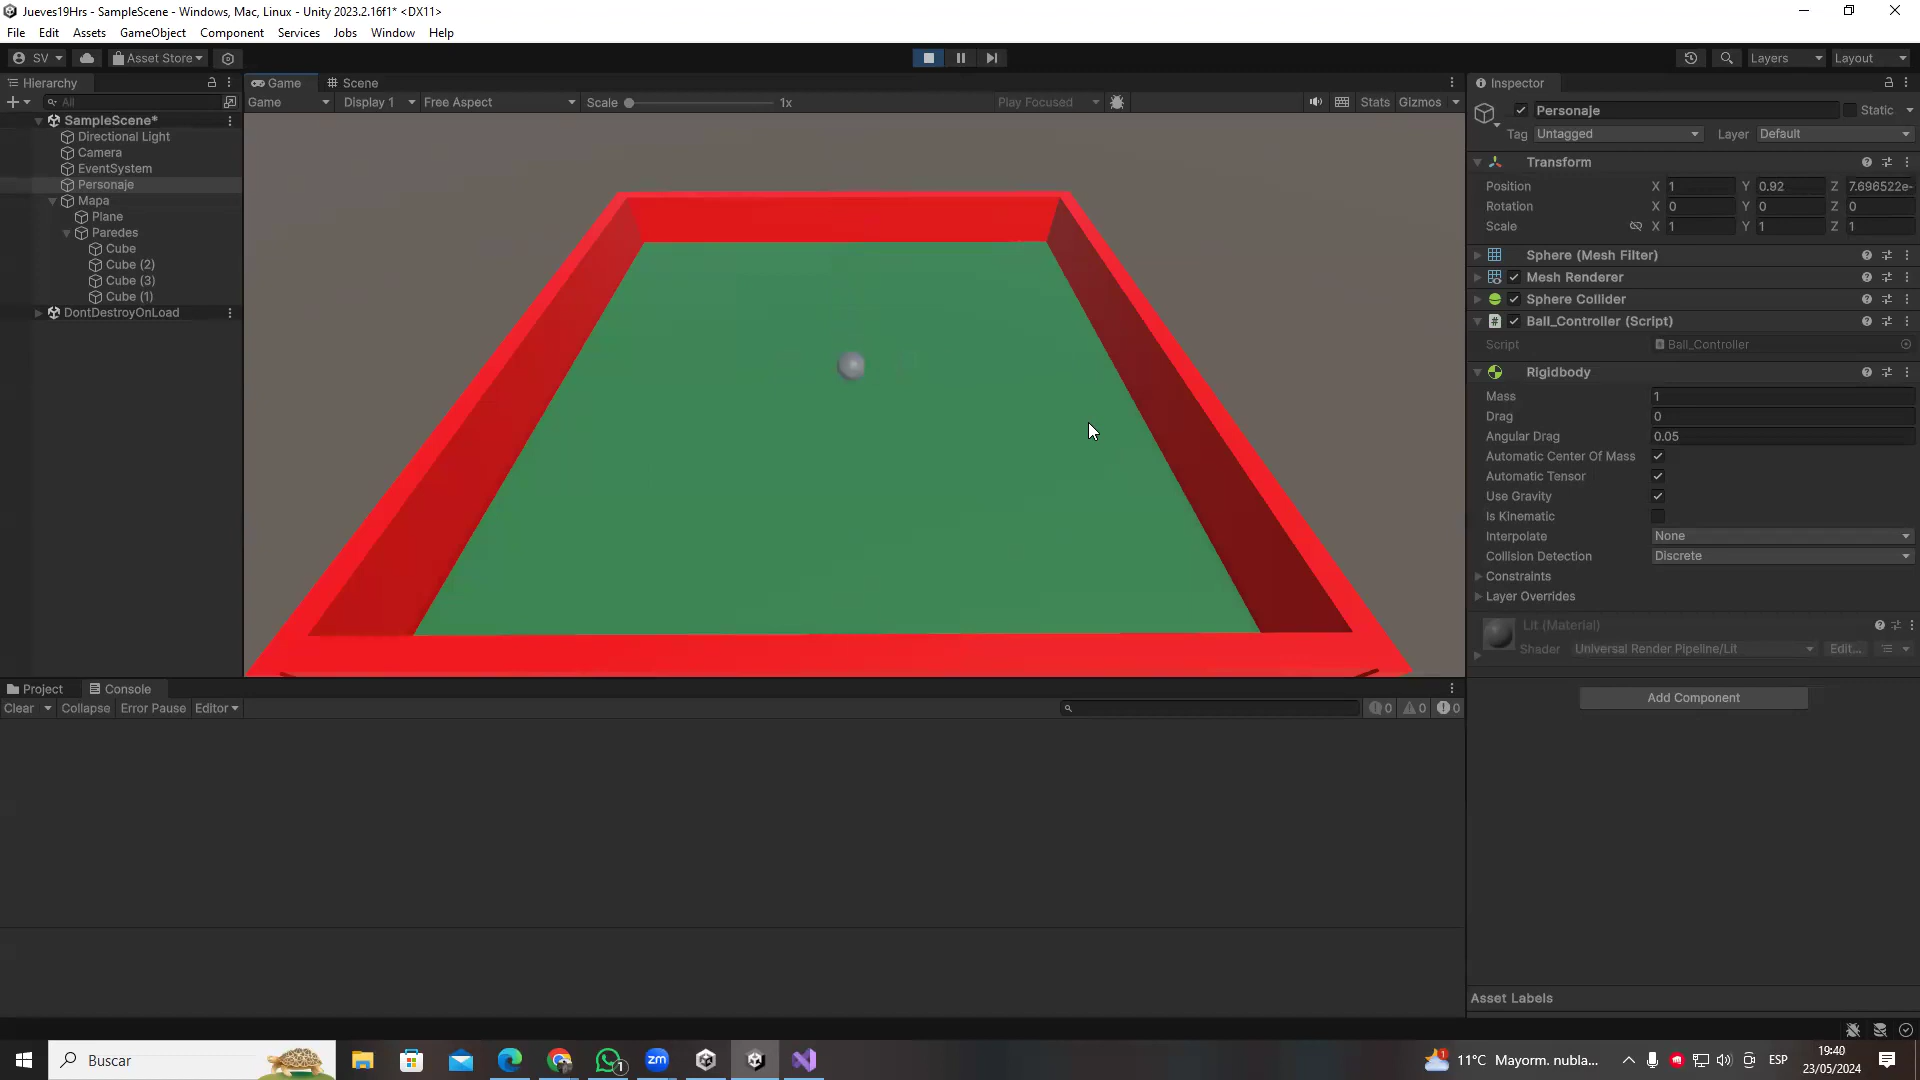 Jueves19Hrs - SampleScene - Windows, Mac, Linux - Unity 2023.2.16f1* <DX11>
File Edit Assets GameObject Component Services Jobs Window Help
SV Asset Store Layers Layout
Hierarchy
All
SampleScene*
Directional Light
Camera
EventSystem
Personaje
Mapa
Plane
Paredes
Cube
Cube (2)
Cube (3)
Cube (1)
DontDestroyOnLoad
Game Scene
Game Display 1 Free Aspect Scale 1x Play Focused Stats Gizmos
Inspector
Personaje Static
Tag Untagged Layer Default
Transform
Position X 1 Y 0.92 Z 7.696522e-
Rotation X 0 Y 0 Z 0
Scale X 1 Y 1 Z 1
Sphere (Mesh Filter)
Mesh Renderer
Sphere Collider
# Ball_Controller (Script)
Script Ball_Controller
Rigidbody
Mass 1
Drag 0
Angular Drag 0.05
Automatic Center Of Mass
Automatic Tensor
Use Gravity
Is Kinematic
Interpolate None
Collision Detection Discrete
Constraints
Layer Overrides
Lit (Material)
Shader Universal Render Pipeline/Lit Edit...
Add Component
Asset Labels
Project Console
Clear Collapse Error Pause Editor 0 0 0
Buscar
1
zm
1
11°C Mayorm. nubla...
ESP
19:40
23/05/2024